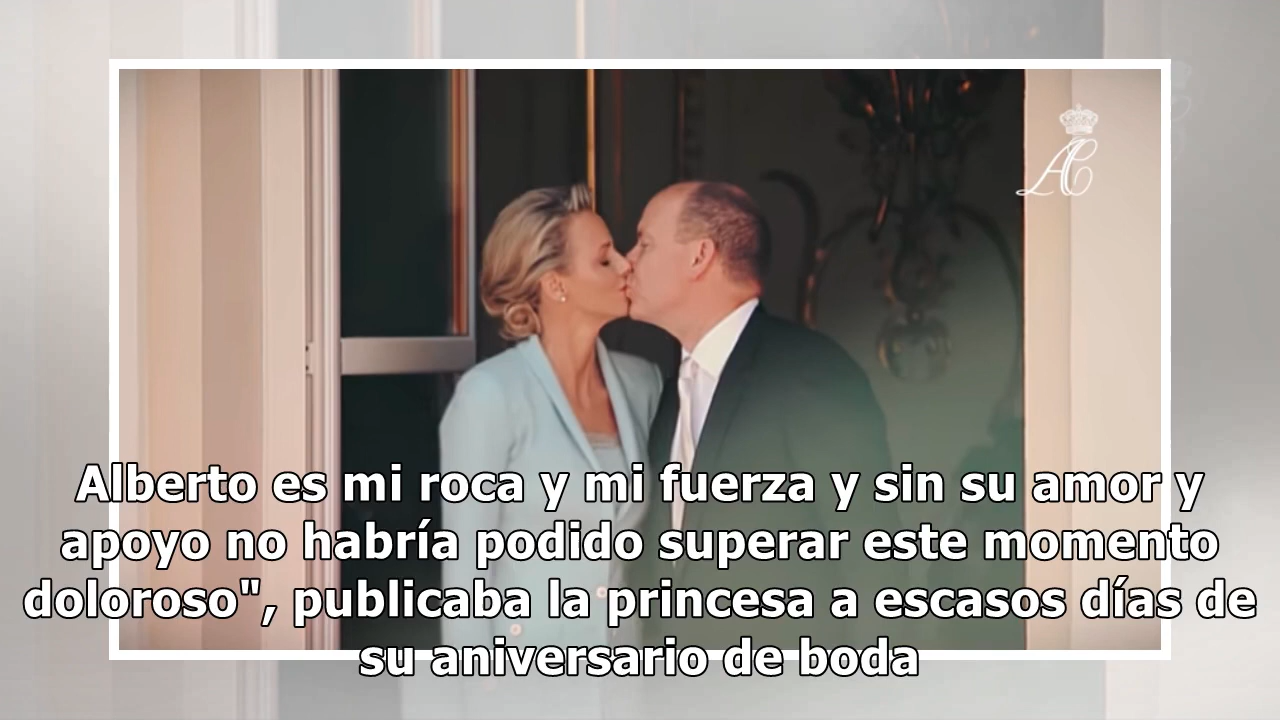 AC
Alberto es mi roca y mi fuerza y sin su amor y
apoyo no habría podido superar este momento
doloroso", publicaba la princesa a escasos días de
su aniversario de boda